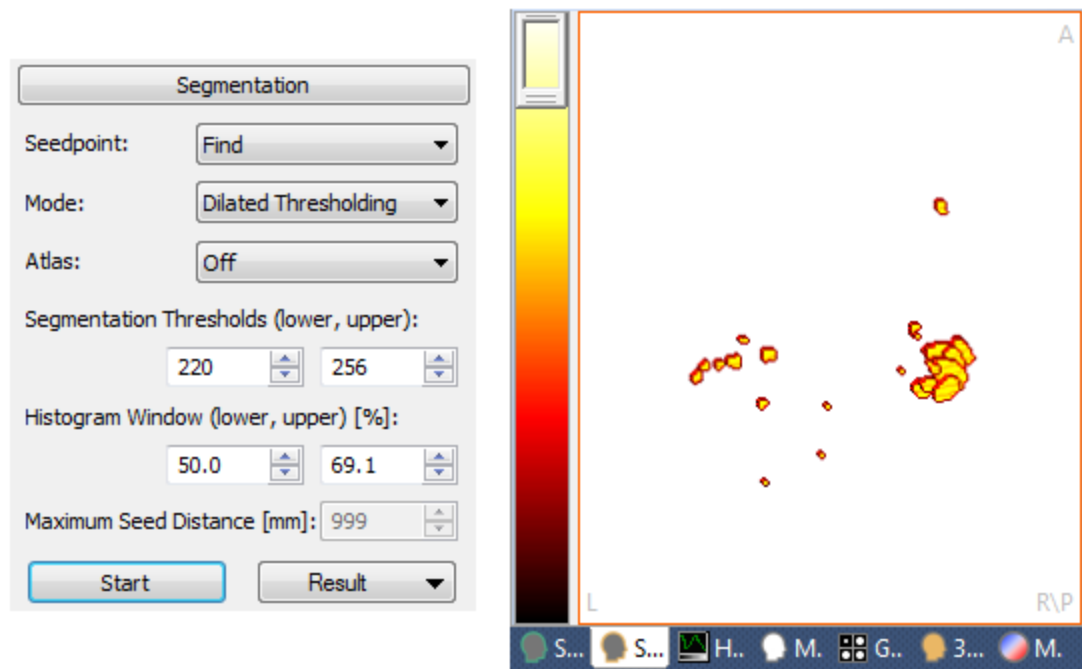 Segmentation
Seedpoint: Find
Mode: Dilated Thresholding
Atlas: Off
Segmentation Thresholds (lower, upper):
220 256
Histogram Window (lower, upper) [%]:
50.0 69.1
Maximum Seed Distance [mm]: 999
Start Result
A
L R\P
S... S... H.. M. G.. 3... M.